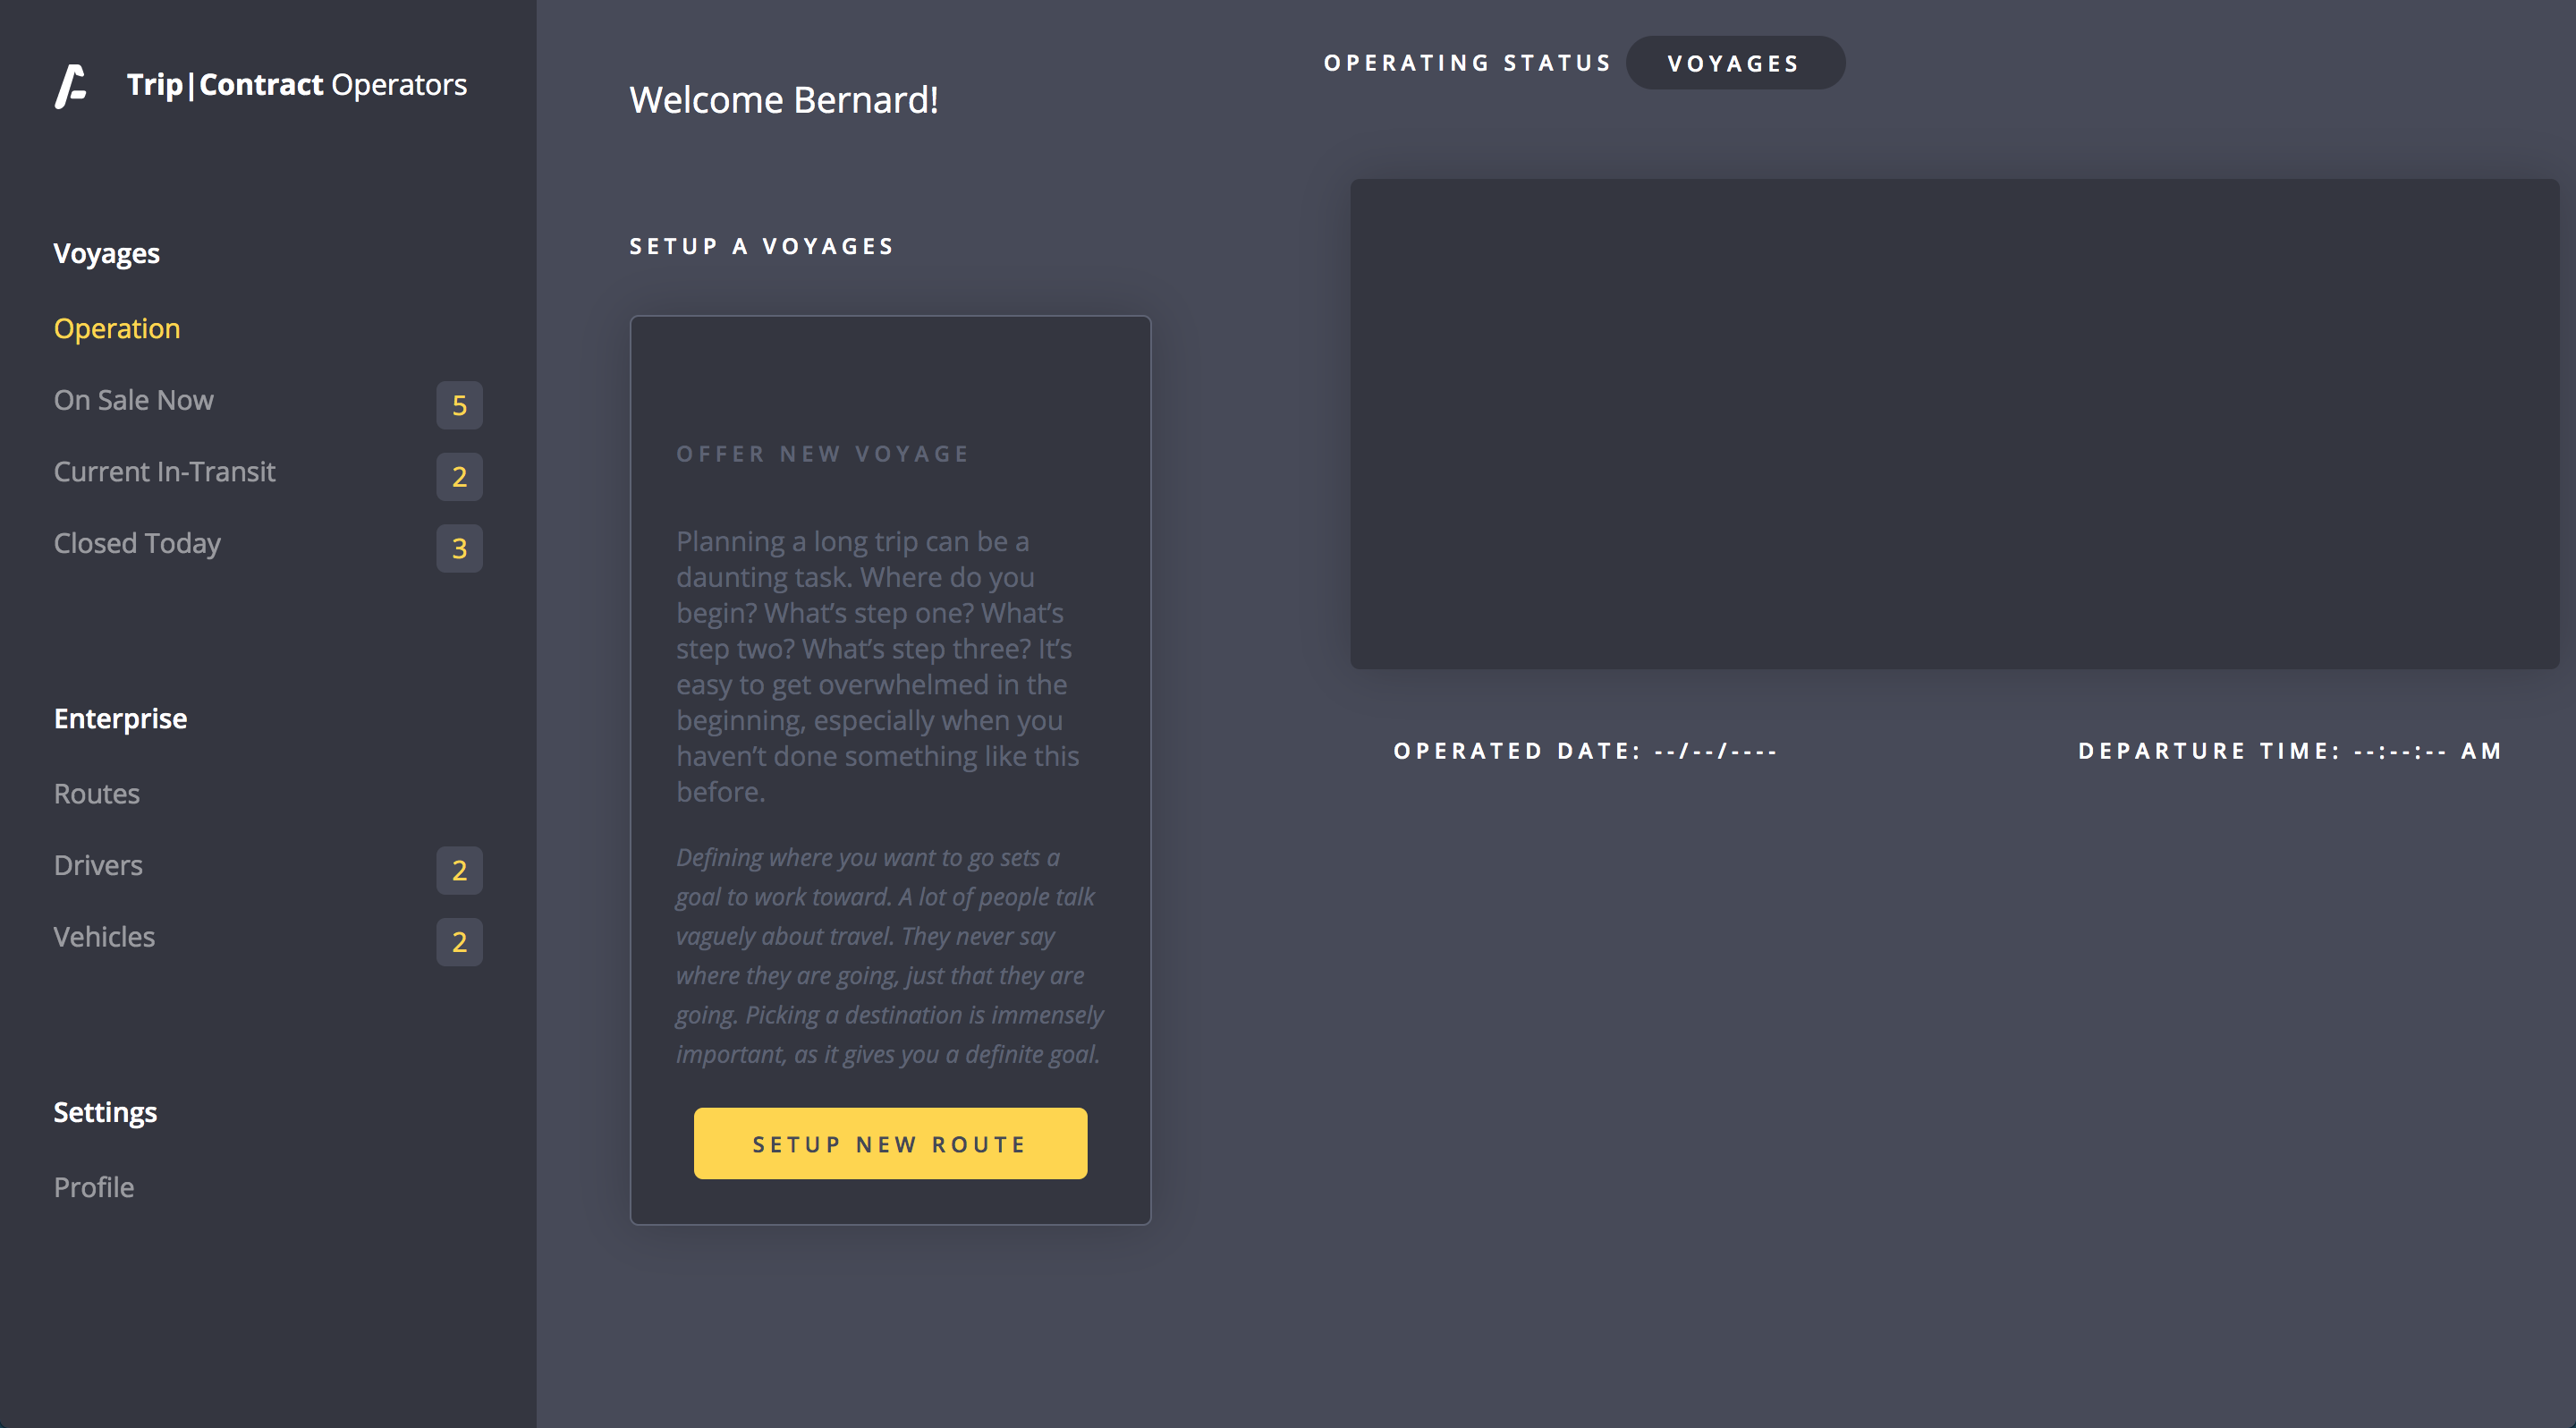 Trip|Contract Operators
Voyages
Operation
On Sale Now 5
Current In-Transit 2
Closed Today 3
Enterprise
Routes
Drivers 2
Vehicles 2
Settings
Profile
Welcome Bernard!
SETUP A VOYAGES
OFFER NEW VOYAGE
Planning a long trip can be a
daunting task. Where do you
begin? What’s step one? What’s
step two? What’s step three? It’s
easy to get overwhelmed in the
beginning, especially when you
haven’t done something like this
before.
Defining where you want to go sets a
goal to work toward. A lot of people talk
vaguely about travel. They never say
where they are going, just that they are
going. Picking a destination is immensely
important, as it gives you a definite goal.
SETUP NEW ROUTE
OPERATING STATUS VOYAGES
OPERATED DATE: --/--/----
DEPARTURE TIME: --:--:-- AM